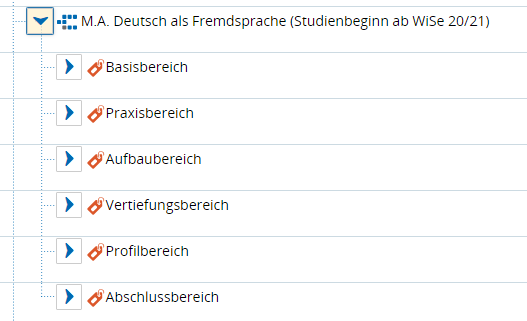 M.A. Deutsch als Fremdsprache (Studienbeginn ab WiSe 20/21)
Basisbereich
Praxisbereich
Aufbaubereich
Vertiefungsbereich
Profilbereich
Abschlussbereich